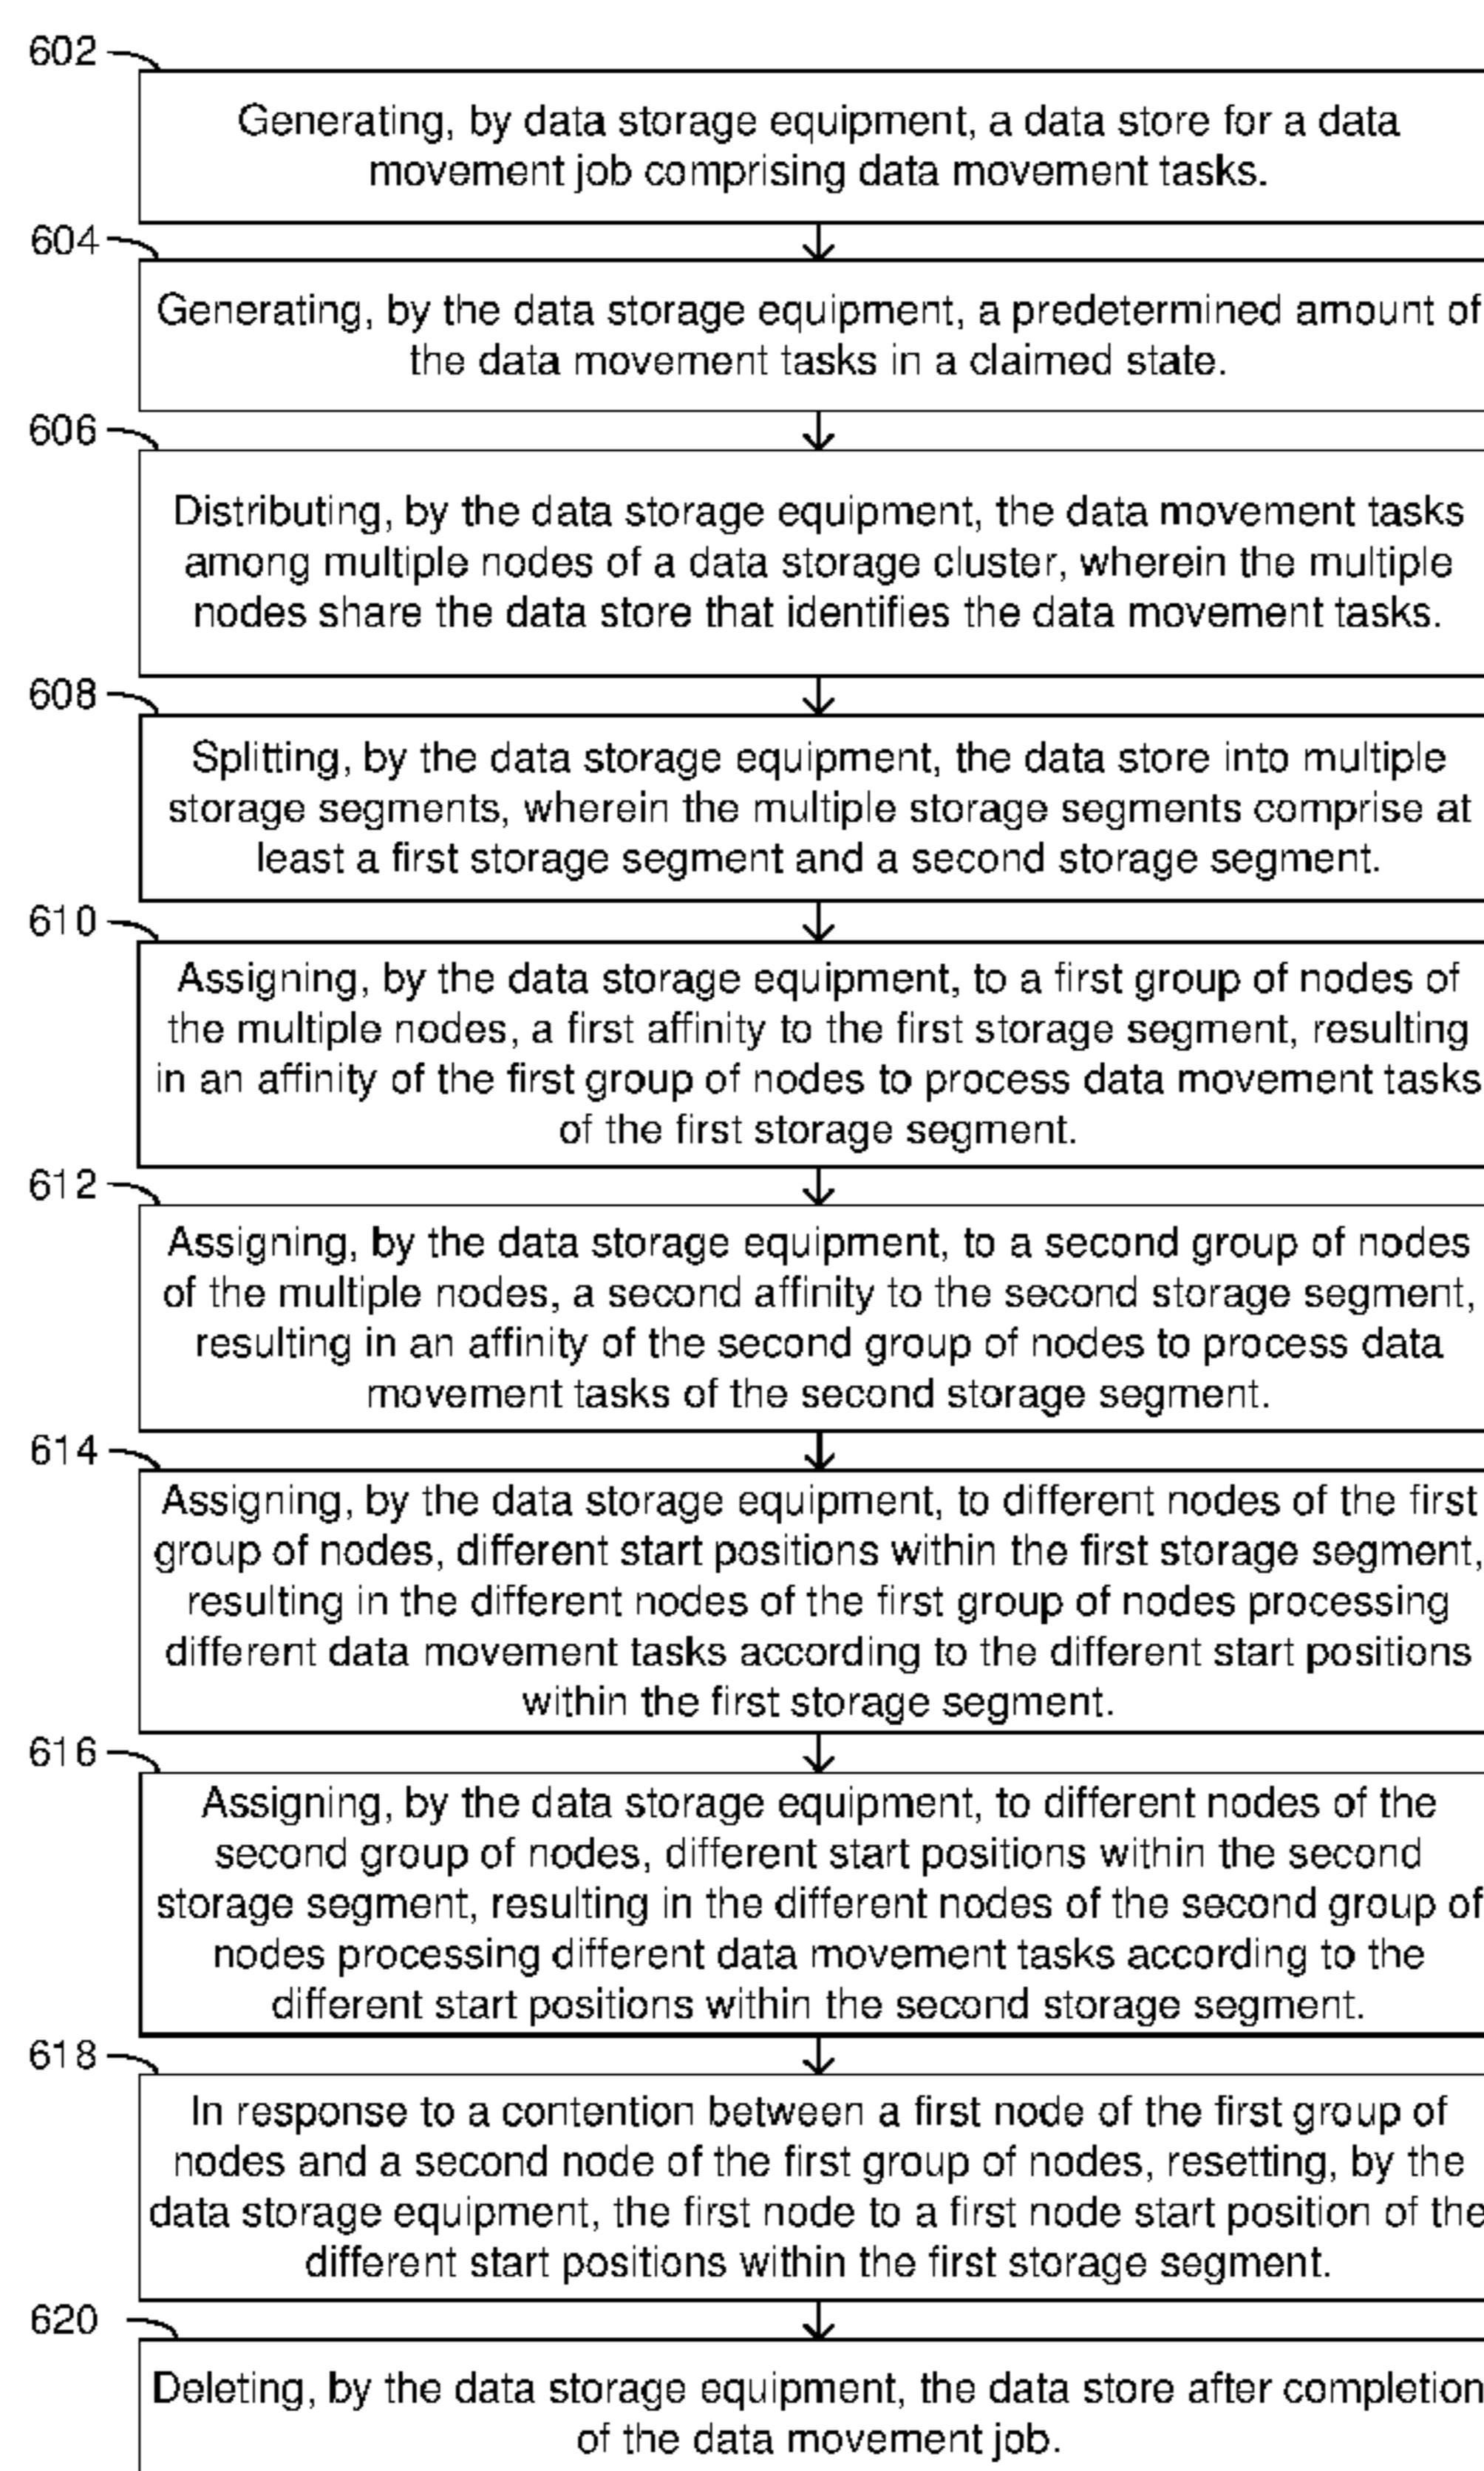 602
Generating, by data storage equipment, a data store for a data
movement job comprising data movement tasks.
604
Generating, by the data storage equipment, a predetermined amount of
the data movement tasks in a claimed state.
606
Distributing, by the data storage equipment, the data movement tasks
among multiple nodes of a data storage cluster, wherein the multiple
nodes share the data store that identifies the data movement tasks.
608
Splitting, by the data storage equipment, the data store into multiple
storage segments, wherein the multiple storage segments comprise at
least a first storage segment and a second storage segment.
610
Assigning, by the data storage equipment, to a first group of nodes of
the multiple nodes, a first affinity to the first storage segment, resulting
in an affinity of the first group of nodes to process data movement tasks
of the first storage segment.
612
Assigning, by the data storage equipment, to a second group of nodes
of the multiple nodes, a second affinity to the second storage segment,
resulting in an affinity of the second group of nodes to process data
movement tasks of the second storage segment.
614
Assigning, by the data storage equipment, to different nodes of the first
group of nodes, different start positions within the first storage segment,
resulting in the different nodes of the first group of nodes processing
different data movement tasks according to the different start positions
within the first storage segment.
616
Assigning, by the data storage equipment, to different nodes of the
second group of nodes, different start positions within the second
storage segment, resulting in the different nodes of the second group of
nodes processing different data movement tasks according to the
different start positions within the second storage segment.
618
In response to a contention between a first node of the first group of
nodes and a second node of the first group of nodes, resetting, by the
data storage equipment, the first node to a first node start position of the
different start positions within the first storage segment.
620
Deleting, by the data storage equipment, the data store after completion
of the data movement job.